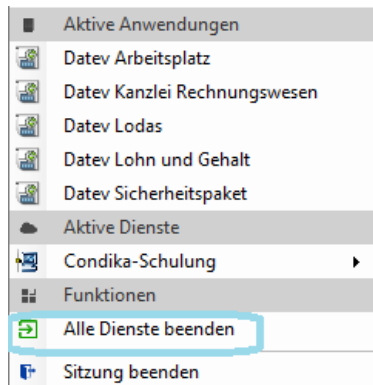 Aktive Anwendungen
Datev Arbeitsplatz
Datev Kanzlei Rechnungswesen
Datev Lodas
Datev Lohn und Gehalt
Datev Sicherheitspaket
Aktive Dienste
Condika-Schulung
Funktionen
Alle Dienste beenden
Sitzung beenden